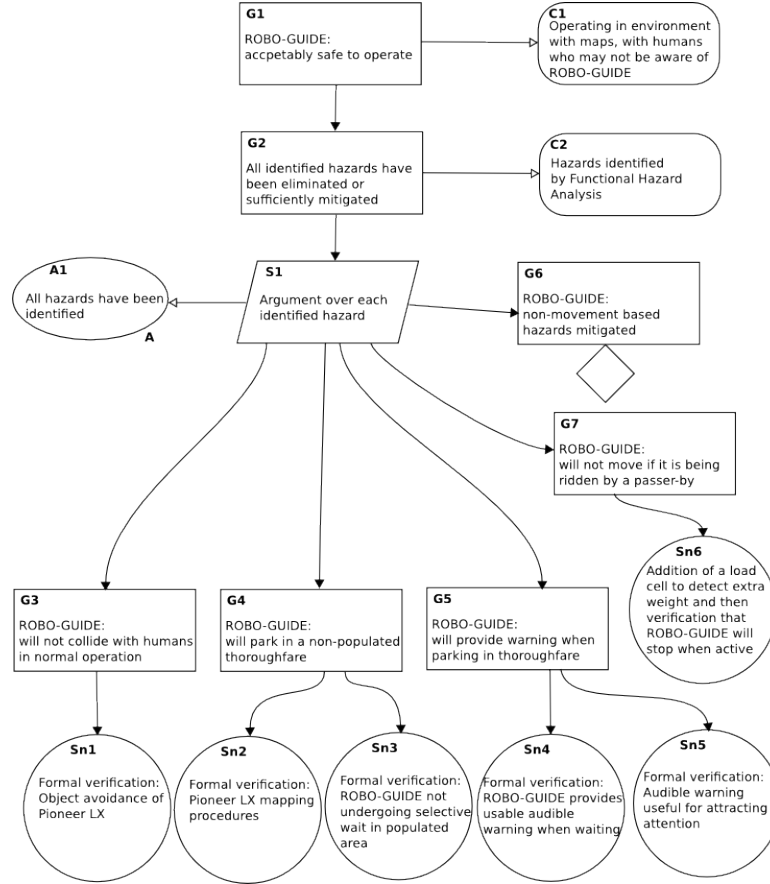 G1
ROBO-GUIDE:
accpetably safe to operate
C1
Operating in environment
with maps, with humans
who may not be aware of
ROBO-GUIDE
G2
All identified hazards have
been eliminated or
sufficiently mitigated
C2
Hazards identified
by Functional Hazard
Analysis
A1
All hazards have been
identified
A
S1
Argument over each
identified hazard
G6
ROBO-GUIDE:
non-movement based
hazards mitigated
G7
ROBO-GUIDE:
will not move if it is being
ridden by a passer-by
Sn6
Addition of a load
cell to detect extra
weight and then
verification that
ROBO-GUIDE will
stop when active
G3
ROBO-GUIDE:
will not collide with humans
in normal operation
G4
ROBO-GUIDE:
will park in a non-populated
thoroughfare
G5
ROBO-GUIDE:
will provide warning when
parking in thoroughfare
Sn1
Formal verification:
Object avoidance of
Pioneer LX
Sn2
Formal verification:
Pioneer LX mapping
procedures
Sn3
Formal verification:
ROBO-GUIDE not
undergoing selective
wait in populated
area
Sn4
Formal verification:
ROBO-GUIDE provides
usable audible
warning when waiting
Sn5
Formal verification:
Audible warning
useful for attracting
attention